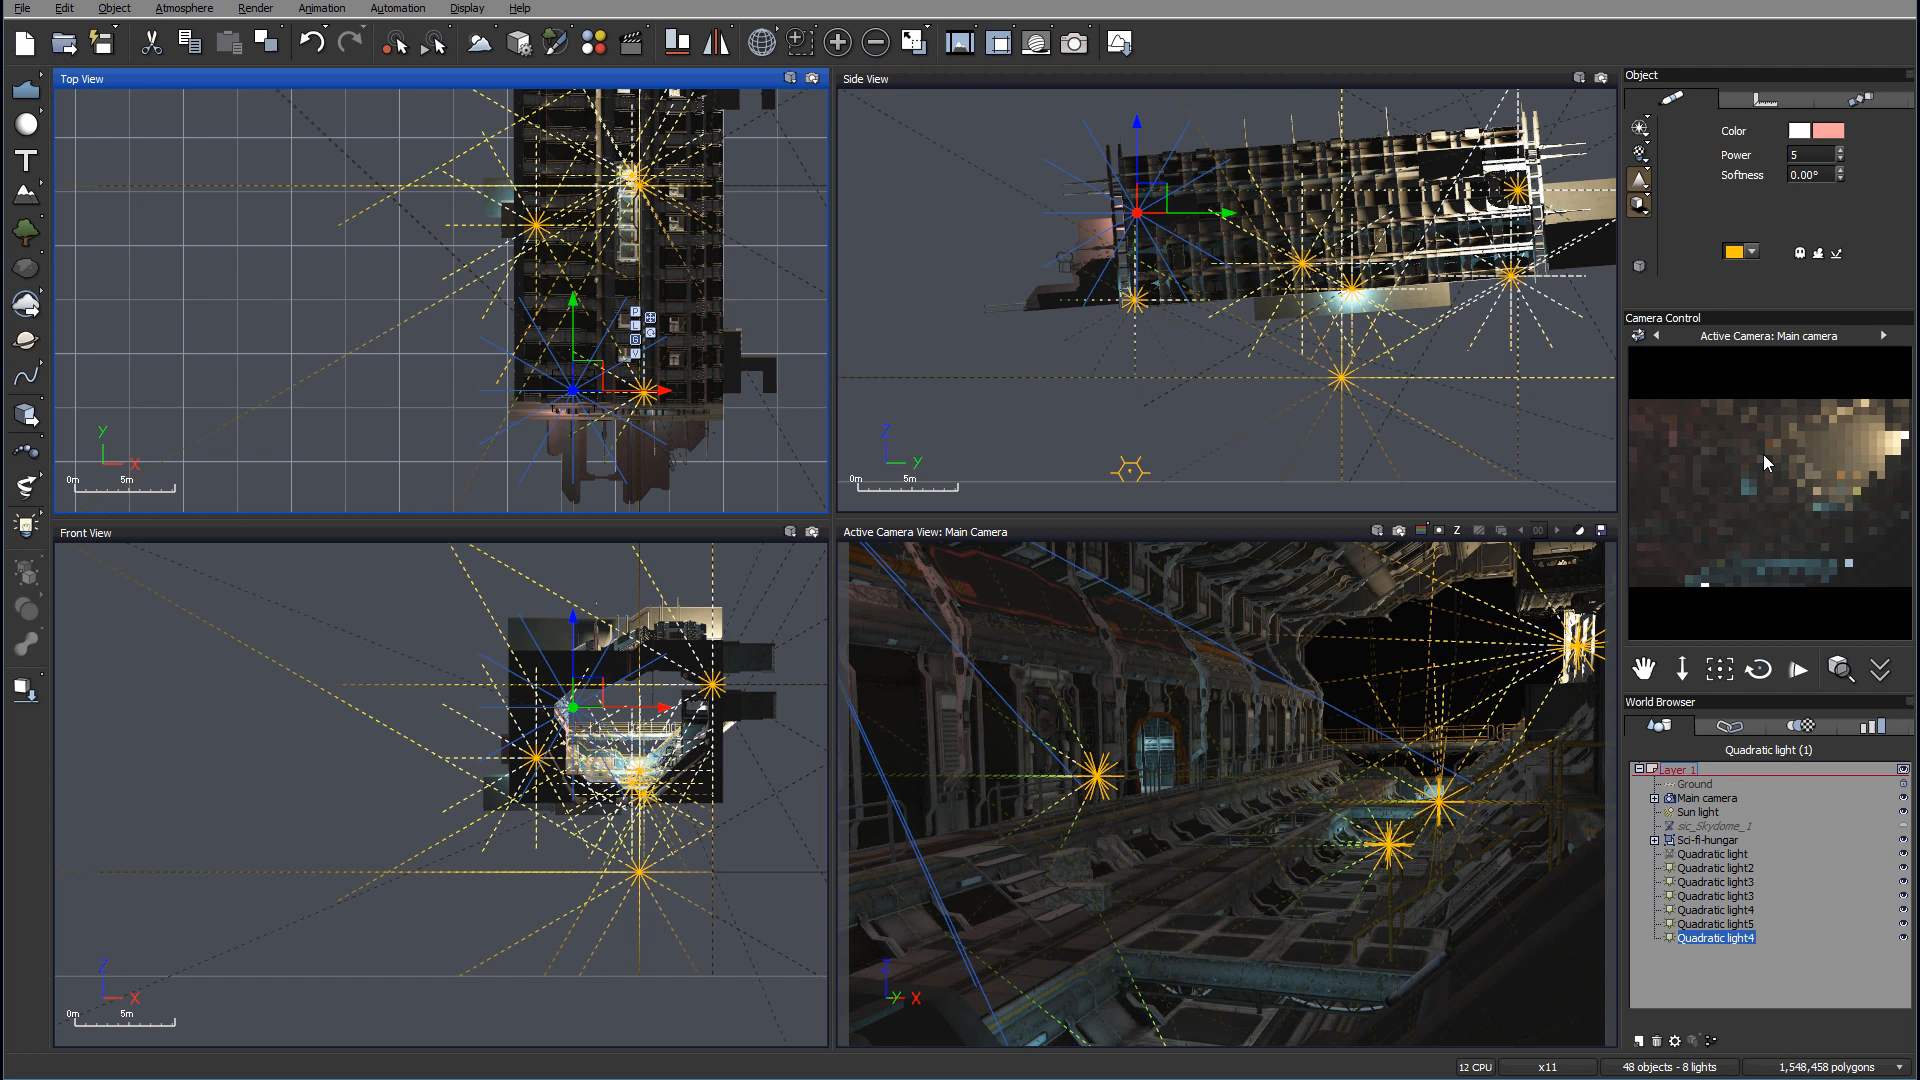 File Edit Object Atmosphere Render Animation Automation Display Help
Top View
Side View
Object
Color
Power 5
Softness 0.00°
Camera Control
Active Camera: Main camera
P
L
G
V
Y
X
0m 5m
Z
Y
0m 5m
Front View
Active Camera View: Main Camera
Z
00
World Browser
Quadratic light (1)
Layer 1
Ground
Main camera
Sun light
sic_Skydome_1
Sci-fi-hungar
Quadratic light
Quadratic light2
Quadratic light3
Quadratic light3
Quadratic light4
Quadratic light5
Quadratic light4
Z
X
0m 5m
Z
Y X
12 CPU x11 48 objects - 8 lights 1,548,458 polygons